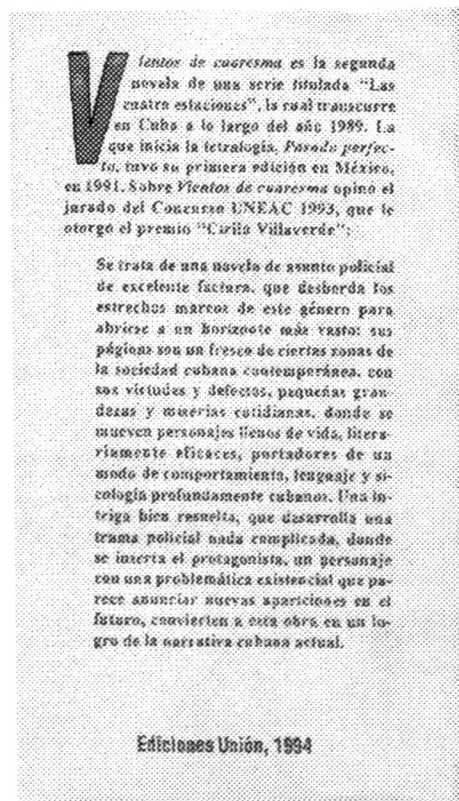 Vientos de cuaresma es la segunda
novela de una serie titulada "Las
cuatro estaciones", la cual transcurre
en Cuba a lo largo del año 1989. La
que inicia la tetralogía, Pasado perfec-
to, tuvo su primera edición en México,
en 1991. Sobre Vientos de cuaresma opinó el
jurado del Concurso UNEAC 1993, que le
otorgó el premio "Cirilo Villaverde":
Se trata de una novela de asunto policial
de excelente factura, que desborda los
estrechos marcos de este género para
abrirse a un horizonte más vasto: sus
páginas son un fresco de ciertas zonas de
la sociedad cubana contemporánea, con
sus virtudes y defectos, pequeñas gran-
dezas y miserias cotidianas, donde se
mueven personajes llenos de vida, litera-
riamente eficaces, portadores de un
modo de comportamiento, lenguaje y si-
cología profundamente cubanos. Una in-
triga bien resuelta, que desarrolla una
trama policial nada complicada, donde
se inserta el protagonista, un personaje
con una problemática existencial que pa-
rece anunciar nuevas apariciones en el
futuro, convierten a esta obra en un lo-
gro de la narrativa cubana actual.
Ediciones Unión, 1994